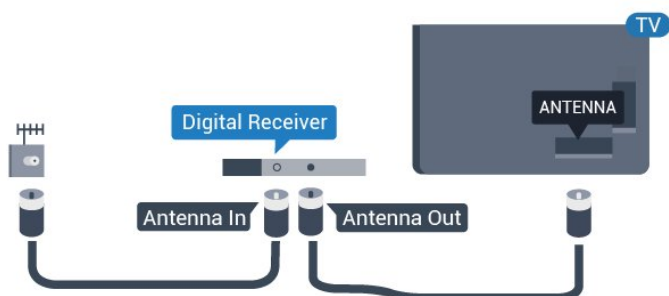 TV
ANTENNA
Digital Receiver
Antenna In
Antenna Out